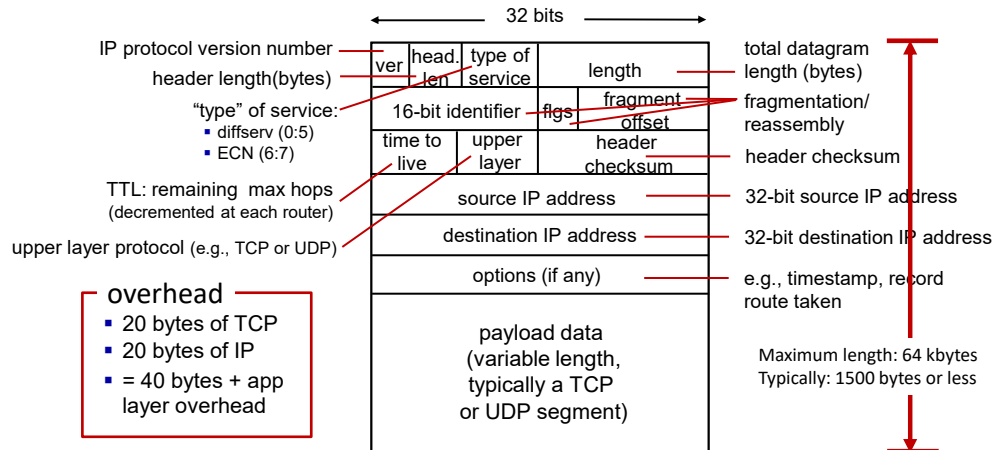 32 bits
IP protocol version number
header length(bytes)
"type" of service:
▪ diffserv (0:5)
▪ ECN (6:7)
TTL: remaining max hops
(decremented at each router)
upper layer protocol (e.g., TCP or UDP)
overhead
▪ 20 bytes of TCP
▪ 20 bytes of IP
▪ = 40 bytes + app
layer overhead
ver
head.
len
type of
service
length
16-bit identifier
flgs
fragment
offset
time to
live
upper
layer
header
checksum
source IP address
destination IP address
options (if any)
payload data
(variable length,
typically a TCP
or UDP segment)
total datagram
length (bytes)
fragmentation/
reassembly
header checksum
32-bit source IP address
32-bit destination IP address
e.g., timestamp, record
route taken
Maximum length: 64 kbytes
Typically: 1500 bytes or less